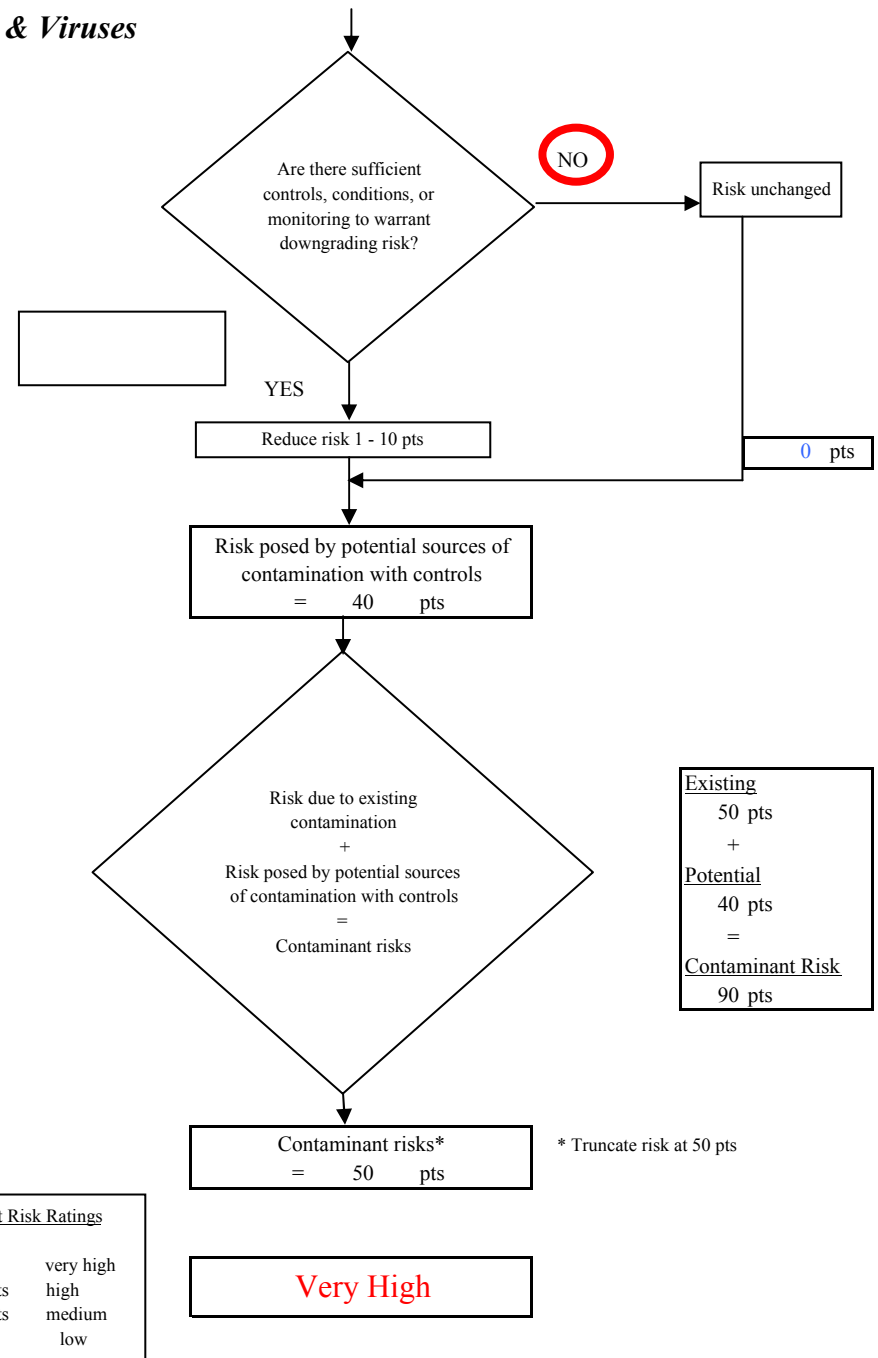 & Viruses
Are there sufficient
controls, conditions, or
monitoring to warrant
downgrading risk?
NO
Risk unchanged
YES
Reduce risk 1 - 10 pts
0 pts
Risk posed by potential sources of
contamination with controls
= 40 pts
Risk due to existing
contamination
+
Risk posed by potential sources
of contamination with controls
=
Contaminant risks
Existing
50 pts
+
Potential
40 pts
=
Contaminant Risk
90 pts
Contaminant risks*
= 50 pts
* Truncate risk at 50 pts
Risk Ratings
very high
high
medium
low
Very High